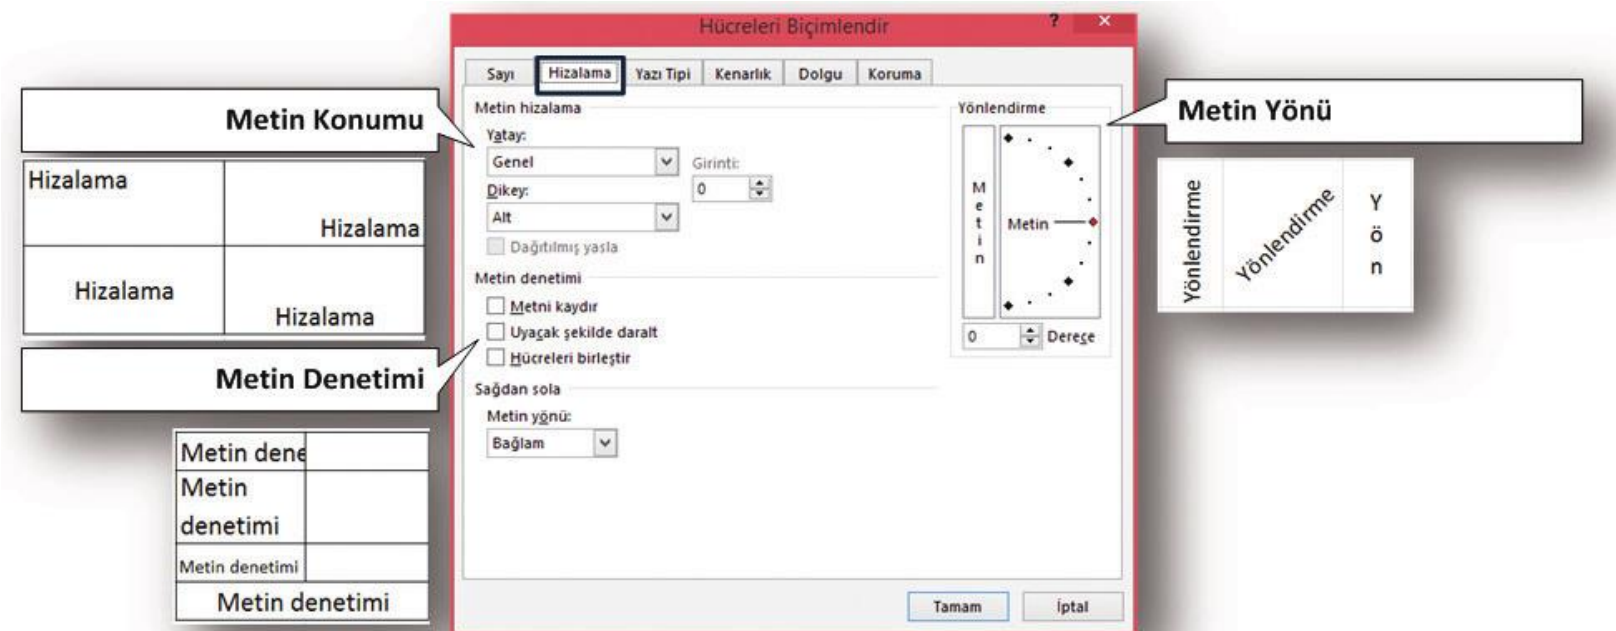 Hücreleri Biçimlendir
? ×
Sayı Hizalama Yazı Tipi Kenarlık Dolgu Koruma
Metin Konumu
Hizalama
Hizalama
Hizalama
Hizalama
Metin Denetimi
Metin dene
Metin
denetimi
Metin denetimi
Metin denetimi
Metin hizalama
Yatay:
Genel
Girinti:
0
Dikey:
Alt
Dağıtılmış yasla
Metin denetimi
Metni kaydır
Uyaçak şekilde daralt
Hücreleri birleştir
Sağdan sola
Metin yönü:
Bağlam
Yönlendirme
M
e
t
i
n
Metin
0 Dereçe
Tamam İptal
Metin Yönü
Yönlendirme
Yönlendirme
Y
ö
n